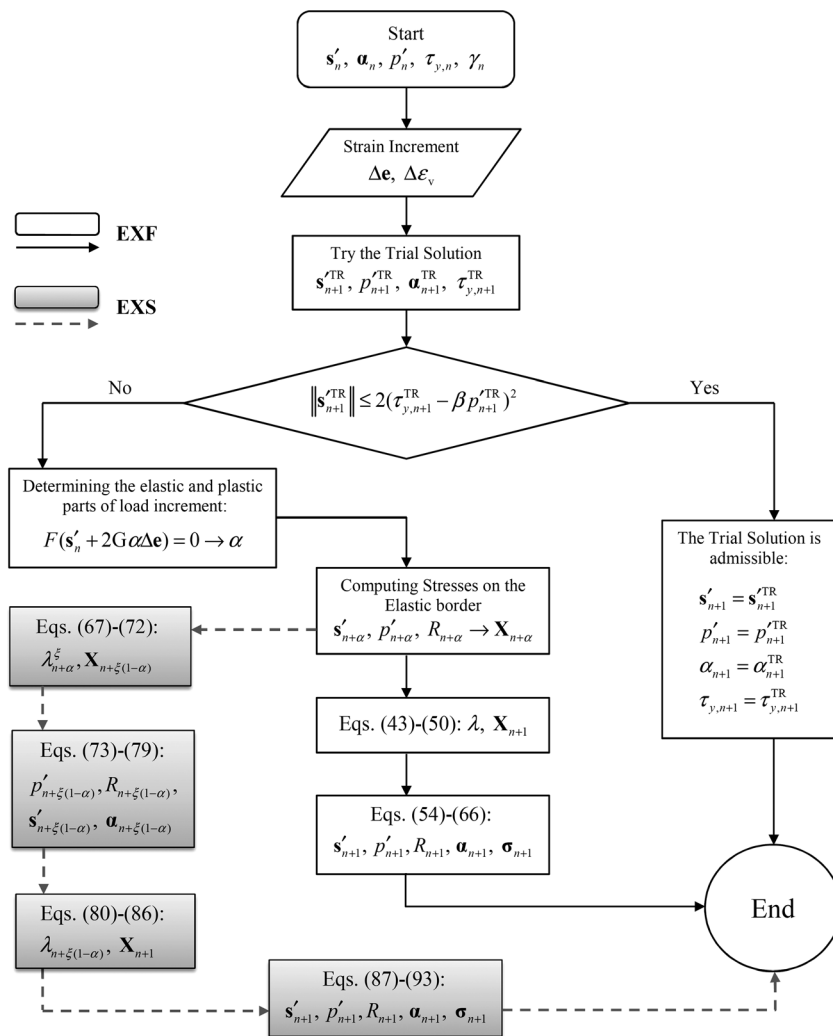 Start
𝐬′ₙ, 𝛂ₙ, p′ₙ, τ_{y,n}, γₙ
Strain Increment
Δ𝐞, Δε_v
EXF
EXS
Try the Trial Solution
𝐬′^{TR}_{n+1}, p′^{TR}_{n+1}, 𝛂^{TR}_{n+1}, τ^{TR}_{y,n+1}
No
‖𝐬′^{TR}_{n+1}‖ ≤ 2(τ^{TR}_{y,n+1} − βp′^{TR}_{n+1})²
Yes
Determining the elastic and plastic
parts of load increment:
F(𝐬′ₙ + 2GαΔ𝐞) = 0 → α
Computing Stresses on the
Elastic border
𝐬′_{n+α}, p′_{n+α}, R_{n+α} → 𝐗_{n+α}
The Trial Solution is
admissible:
𝐬′_{n+1} = 𝐬′^{TR}_{n+1}
p′_{n+1} = p′^{TR}_{n+1}
α_{n+1} = α^{TR}_{n+1}
τ_{y,n+1} = τ^{TR}_{y,n+1}
Eqs. (67)-(72):
λ^ξ_{n+α}, 𝐗_{n+ξ(1−α)}
Eqs. (43)-(50): λ, 𝐗_{n+1}
Eqs. (73)-(79):
p′_{n+ξ(1−α)}, R_{n+ξ(1−α)},
𝐬′_{n+ξ(1−α)}, 𝛂_{n+ξ(1−α)}
Eqs. (54)-(66):
𝐬′_{n+1}, p′_{n+1}, R_{n+1}, 𝛂_{n+1}, 𝛔_{n+1}
Eqs. (80)-(86):
λ_{n+ξ(1−α)}, 𝐗_{n+1}
End
Eqs. (87)-(93):
𝐬′_{n+1}, p′_{n+1}, R_{n+1}, 𝛂_{n+1}, 𝛔_{n+1}